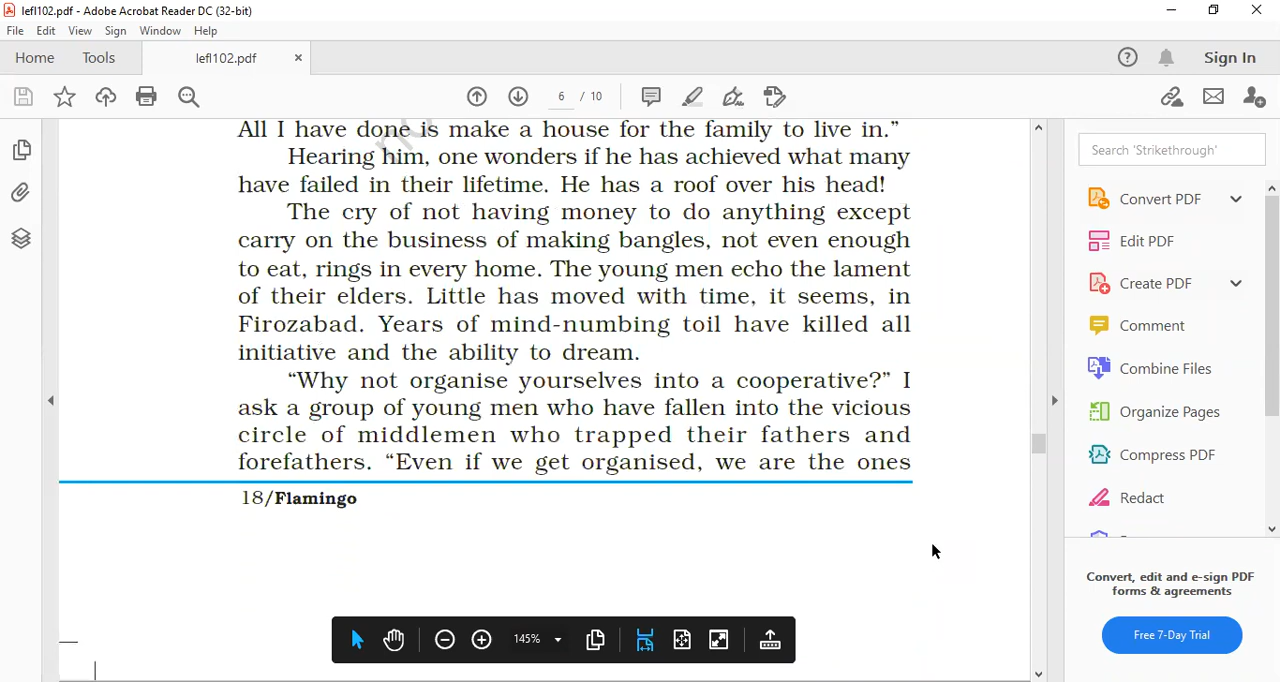 lefl102.pdf - Adobe Acrobat Reader DC (32-bit)
File Edit View Sign Window Help
Home Tools lefl102.pdf Sign In
6 / 10
All I have done is make a house for the family to live in.”
Hearing him, one wonders if he has achieved what many
have failed in their lifetime. He has a roof over his head!
The cry of not having money to do anything except
carry on the business of making bangles, not even enough
to eat, rings in every home. The young men echo the lament
of their elders. Little has moved with time, it seems, in
Firozabad. Years of mind-numbing toil have killed all
initiative and the ability to dream.
“Why not organise yourselves into a cooperative?” I
ask a group of young men who have fallen into the vicious
circle of middlemen who trapped their fathers and
forefathers. “Even if we get organised, we are the ones
18/Flamingo
145%
Search 'Strikethrough'
Convert PDF
Edit PDF
Create PDF
Comment
Combine Files
Organize Pages
Compress PDF
Redact
Convert, edit and e-sign PDF
forms & agreements
Free 7-Day Trial